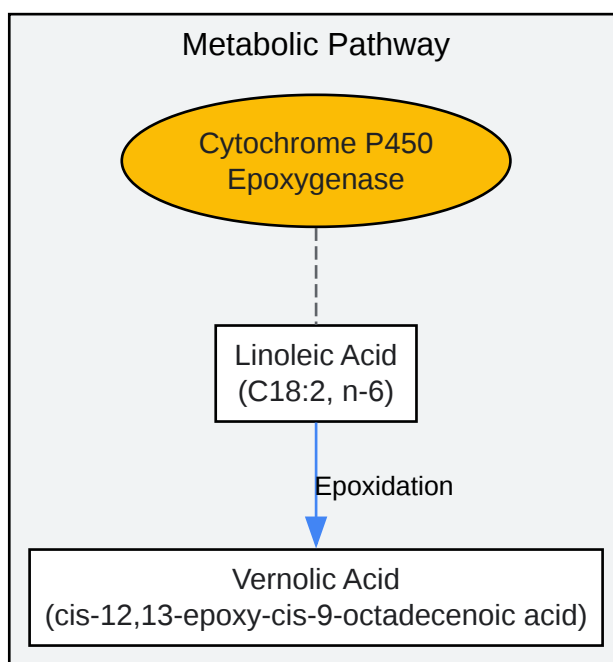 Metabolic Pathway
Cytochrome P450
Epoxygenase
Linoleic Acid
(C18:2, n-6)
Epoxidation
Vernolic Acid
(cis-12,13-epoxy-cis-9-octadecenoic acid)